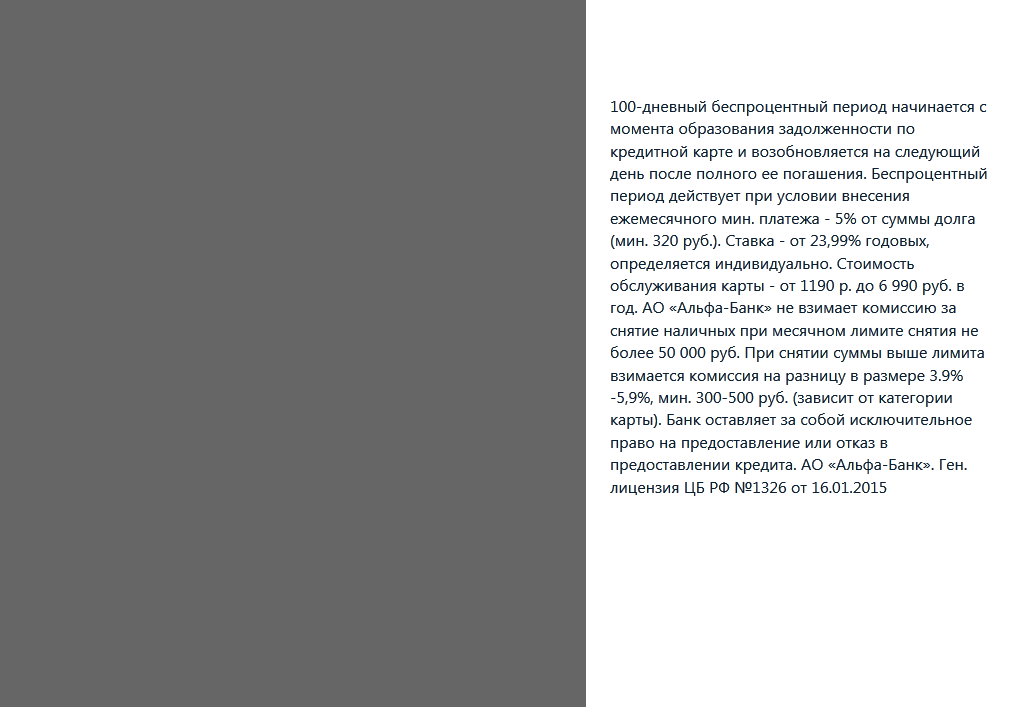 100-дневный беспроцентный период начинается с
момента образования задолженности по
кредитной карте и возобновляется на следующий
день после полного ее погашения. Беспроцентный
период действует при условии внесения
ежемесячного мин. платежа - 5% от суммы долга
(мин. 320 руб.). Ставка - от 23,99% годовых,
определяется индивидуально. Стоимость
обслуживания карты - от 1190 р. до 6 990 руб. в
год. АО «Альфа-Банк» не взимает комиссию за
снятие наличных при месячном лимите снятия не
более 50 000 руб. При снятии суммы выше лимита
взимается комиссия на разницу в размере 3.9%
-5,9%, мин. 300-500 руб. (зависит от категории
карты). Банк оставляет за собой исключительное
право на предоставление или отказ в
предоставлении кредита. АО «Альфа-Банк». Ген.
лицензия ЦБ РФ №1326 от 16.01.2015